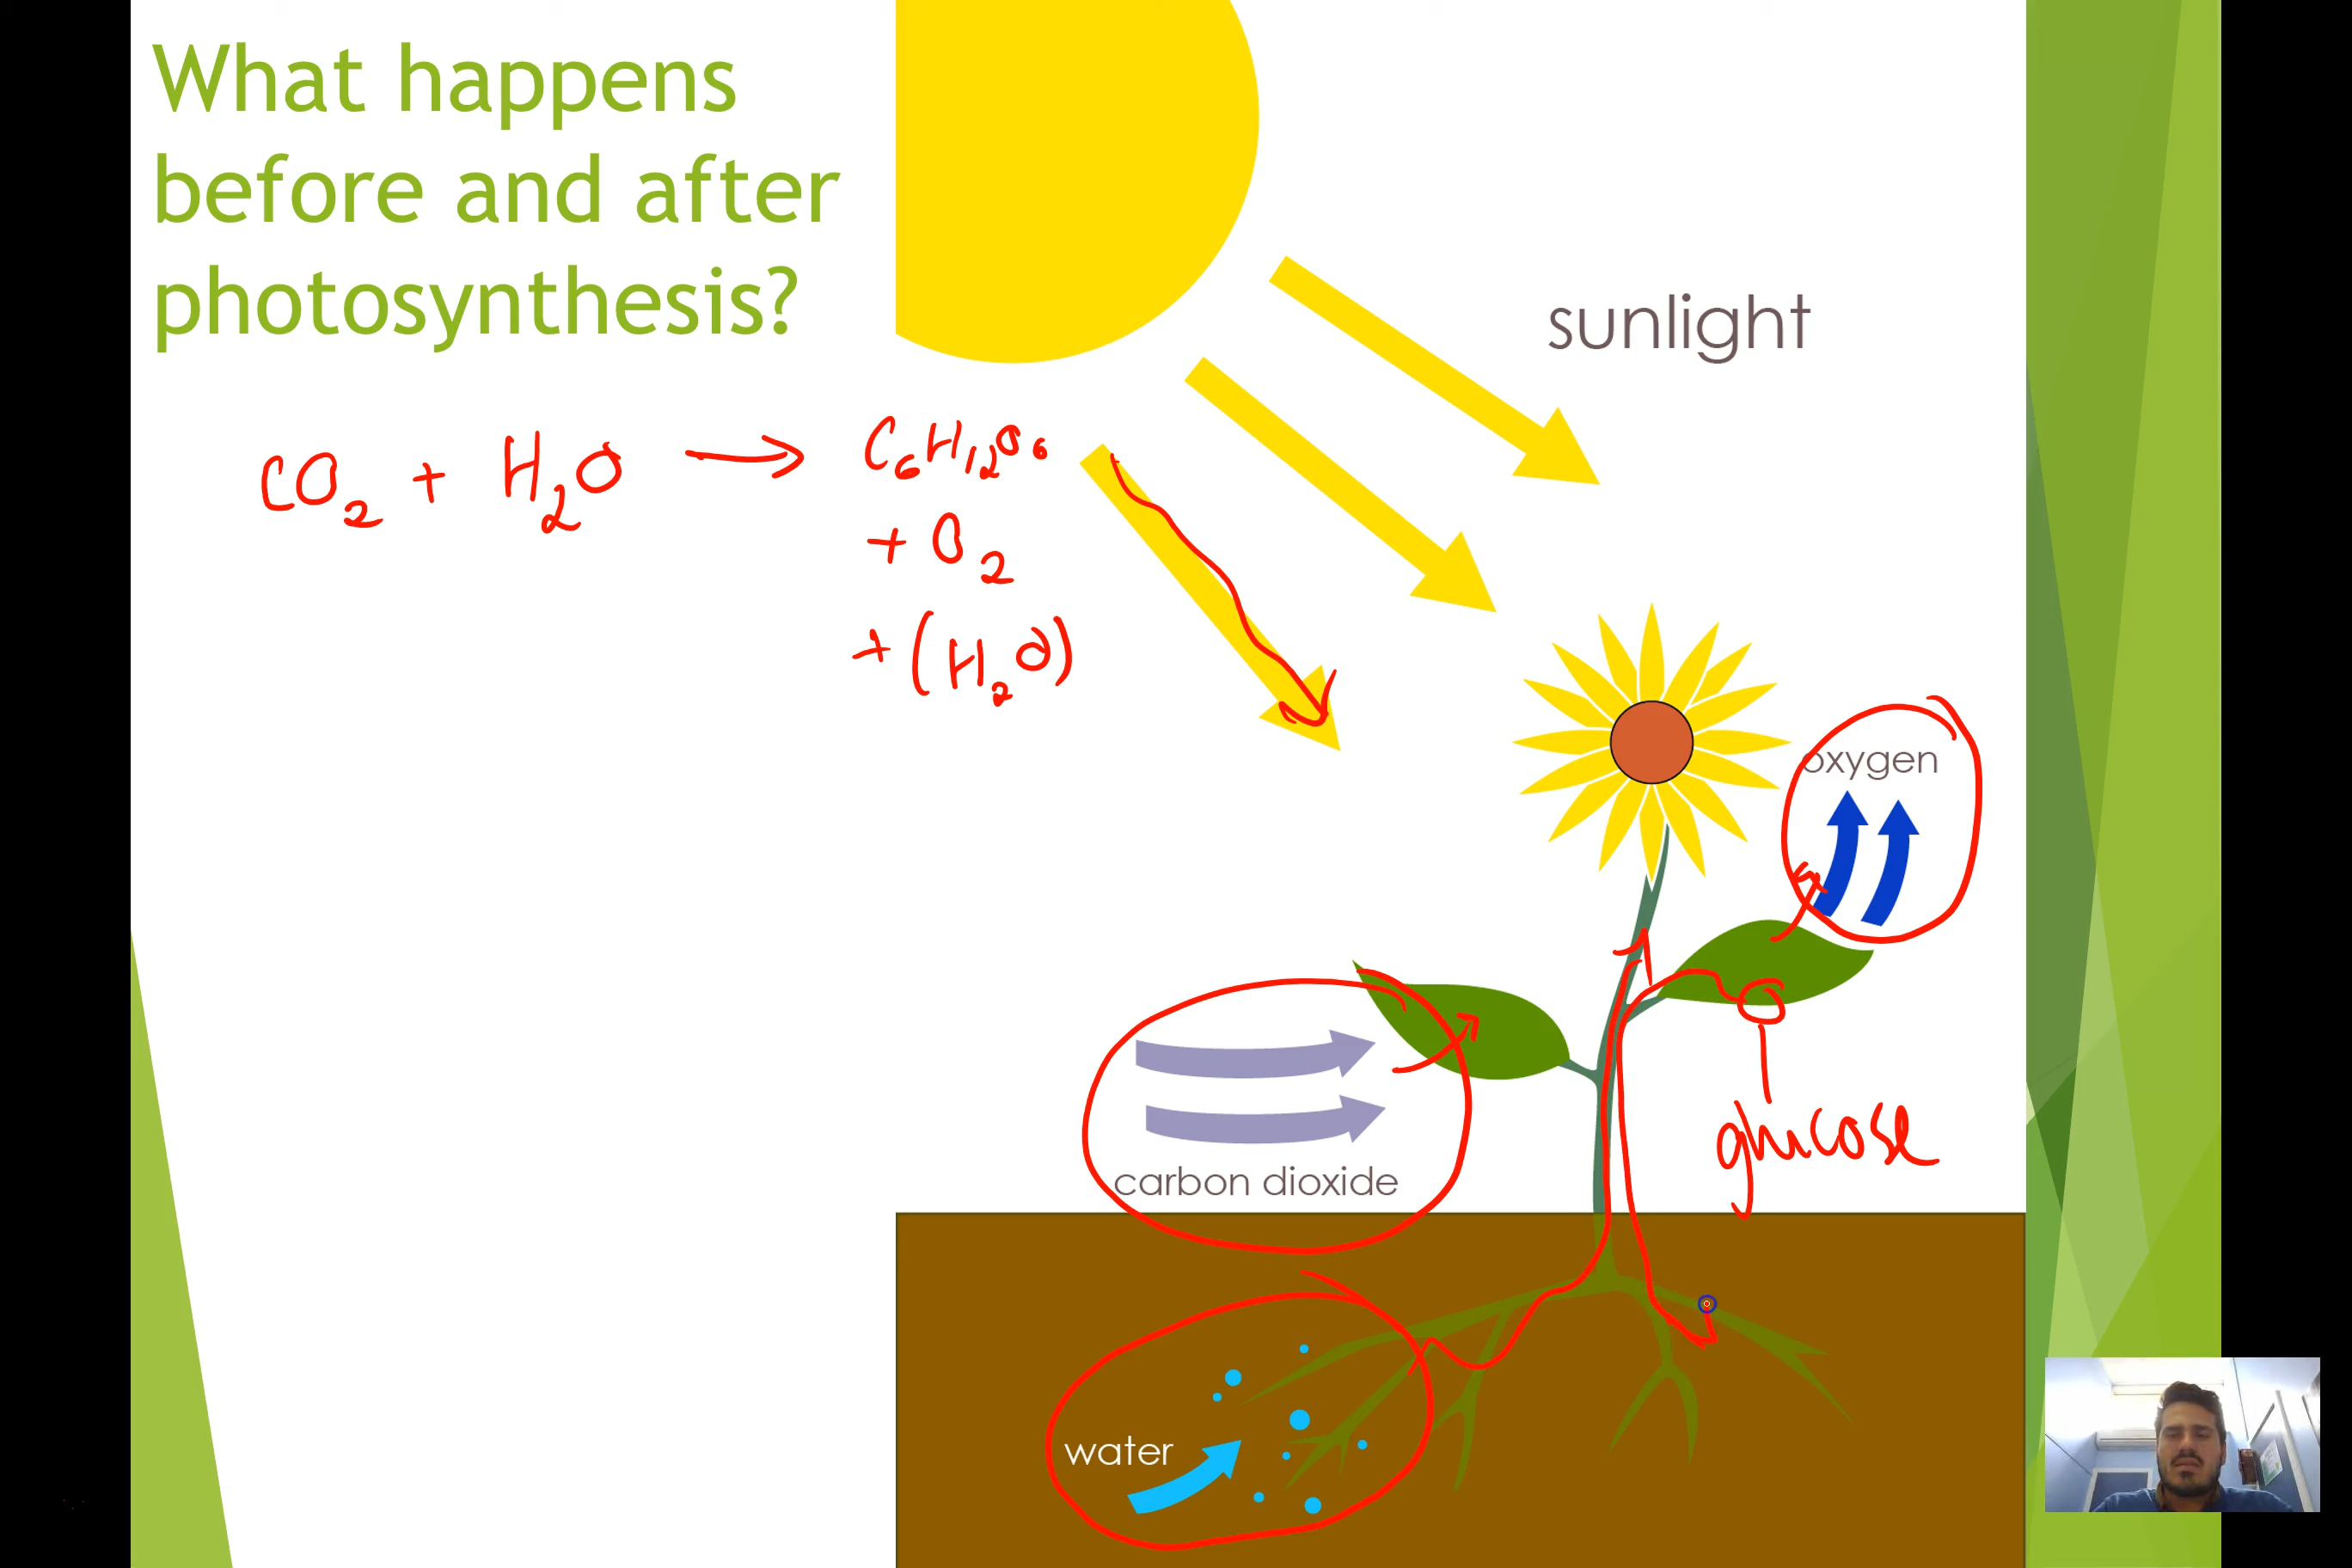 What happens
before and after
photosynthesis?
sunlight
CO₂ + H₂O → C₆H₁₂O₆
+ O₂
+ (H₂O)
oxygen
glucose
carbon dioxide
water